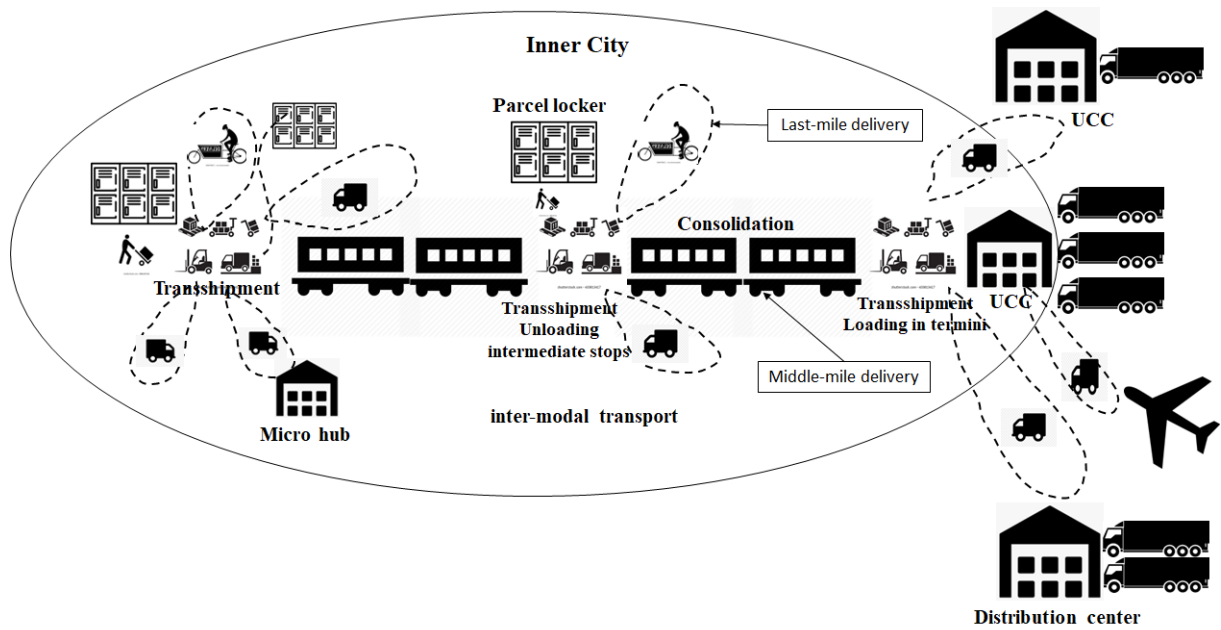 Inner City
UCC
Parcel locker
Last-mile delivery
Consolidation
Transshipment
Transshipment
Unloading
intermediate stops
Transshipment
Loading in termini
UCC
Middle-mile delivery
inter-modal transport
Micro hub
Distribution center